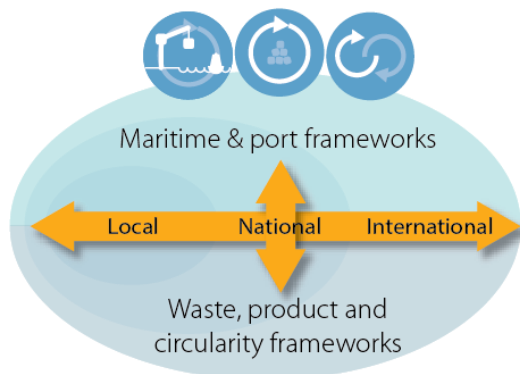 Maritime & port frameworks
Local National International
Waste, product and
circularity frameworks